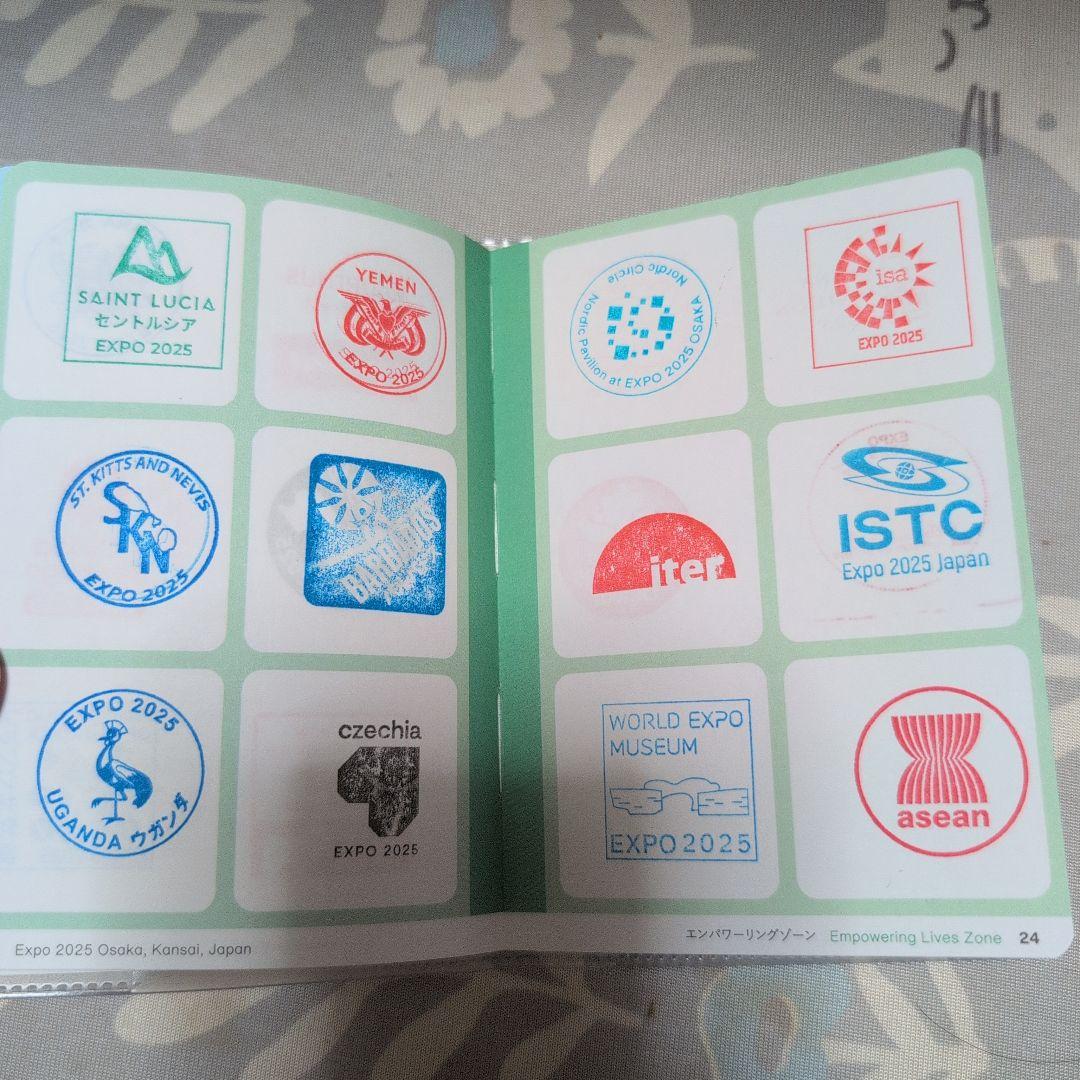 SAINT LUCIA
セントルシア
EXPO 2025
YEMEN
EXPO 2025
ST. KITTS AND NEVIS
SKN
EXPO 2025
BARBADOS
EXPO 2025
UGANDA ウガンダ
czechia
EXPO 2025
Expo 2025 Osaka, Kansai, Japan
Nordic Circle
Nordic Pavilion at EXPO 2025 OSAKA
isa
EXPO 2025
iter
EXPO
ISTC
Expo 2025 Japan
WORLD EXPO
MUSEUM
EXPO 2025
asean
エンパワーリングゾーン Empowering Lives Zone 24